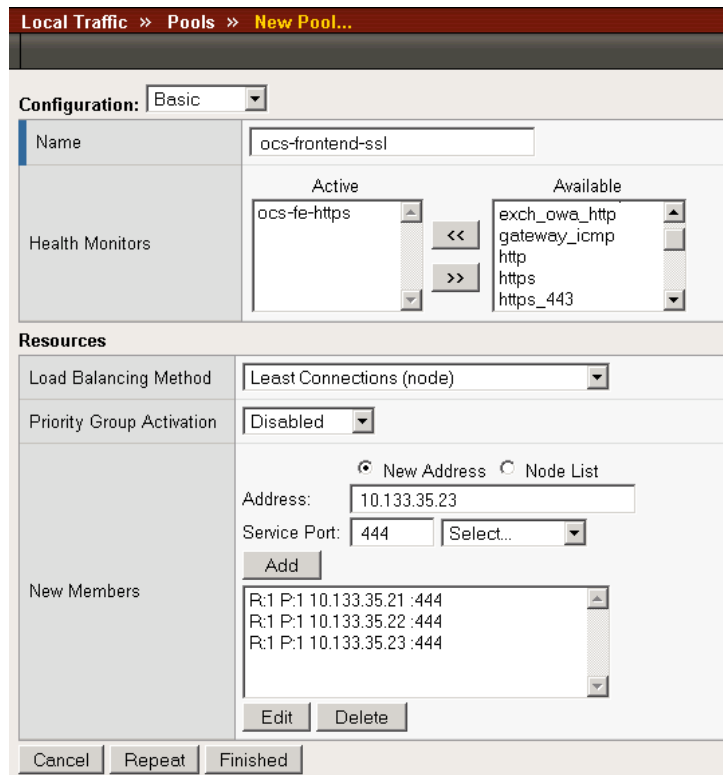 Local Traffic » Pools » New Pool...
Configuration: Basic
Name
ocs-frontend-ssl
Active
Available
Health Monitors
ocs-fe-https
<<
>>
exch_owa_http
gateway_icmp
http
https
https_443
Resources
Load Balancing Method
Least Connections (node)
Priority Group Activation
Disabled
New Members
New Address Node List
Address: 10.133.35.23
Service Port: 444 Select...
Add
R:1 P:1 10.133.35.21 :444
R:1 P:1 10.133.35.22 :444
R:1 P:1 10.133.35.23 :444
Edit Delete
Cancel Repeat Finished